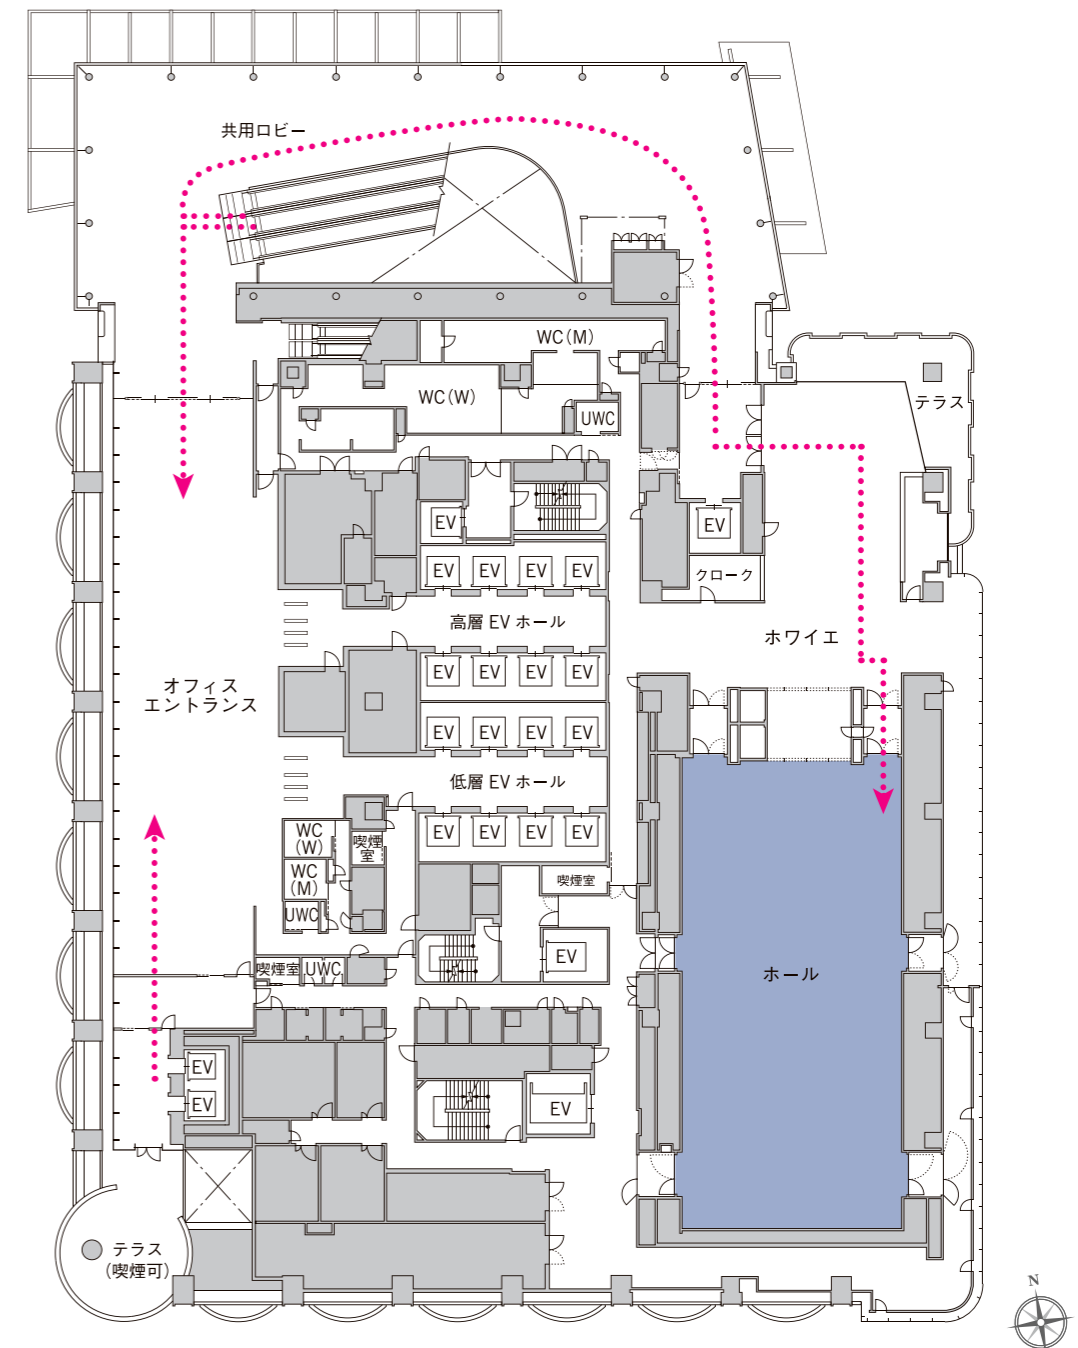 共用ロビー
WC(M)
WC(W)
UWC
テラス
EV
EV
EV
EV
EV
EV
クローク
高層 EV ホール
ホワイエ
EV
EV
EV
EV
オフィス
エントランス
EV
EV
EV
EV
低層 EV ホール
EV
EV
EV
EV
WC
(W)
喫煙
室
WC
(M)
喫煙室
UWC
EV
喫煙室
UWC
ホール
EV
EV
EV
テラス
(喫煙可)
N